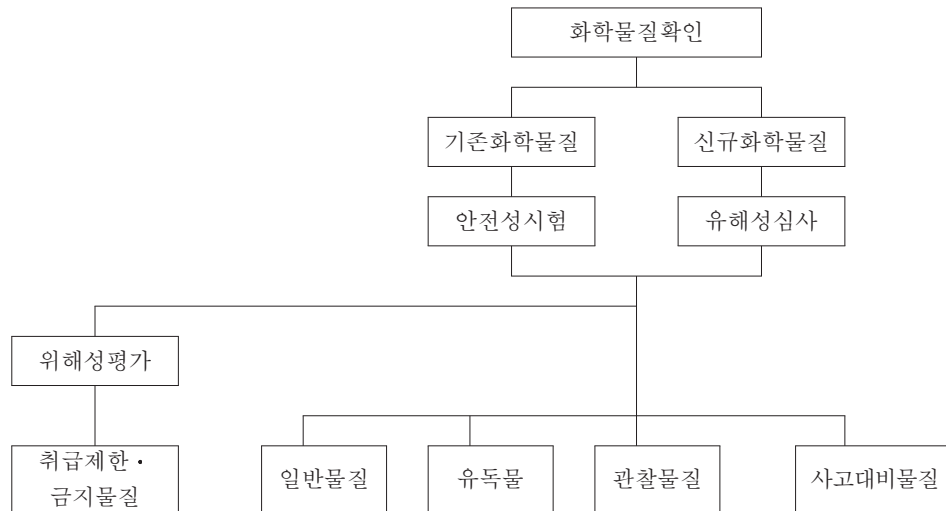 화학물질확인
기존화학물질
신규화학물질
안전성시험
유해성심사
위해성평가
취급제한·
금지물질
일반물질
유독물
관찰물질
사고대비물질